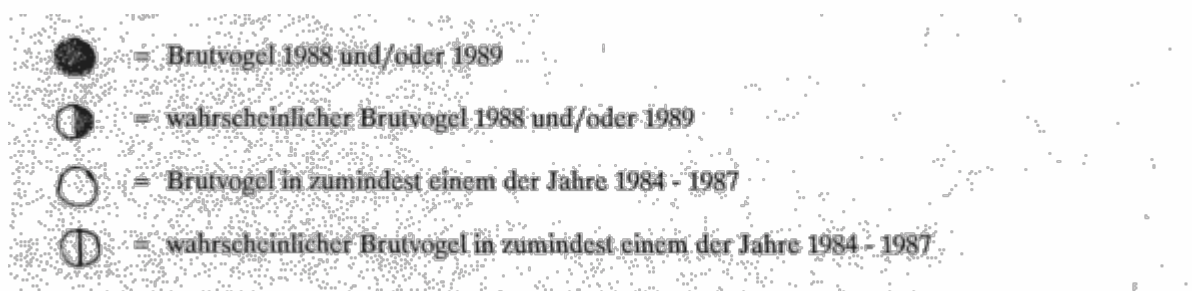 = Brutvogel 1988 und/oder 1989
= wahrscheinlicher Brutvogel 1988 und/oder 1989
= Brutvogel in zumindest einem der Jahre 1984 - 1987
= wahrscheinlicher Brutvogel in zumindest einem der Jahre 1984 - 1987